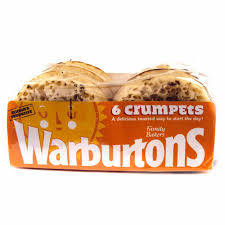 6 CRUMPETS
A delicious toasted way to start the day!
Family
Bakers
Warburtons